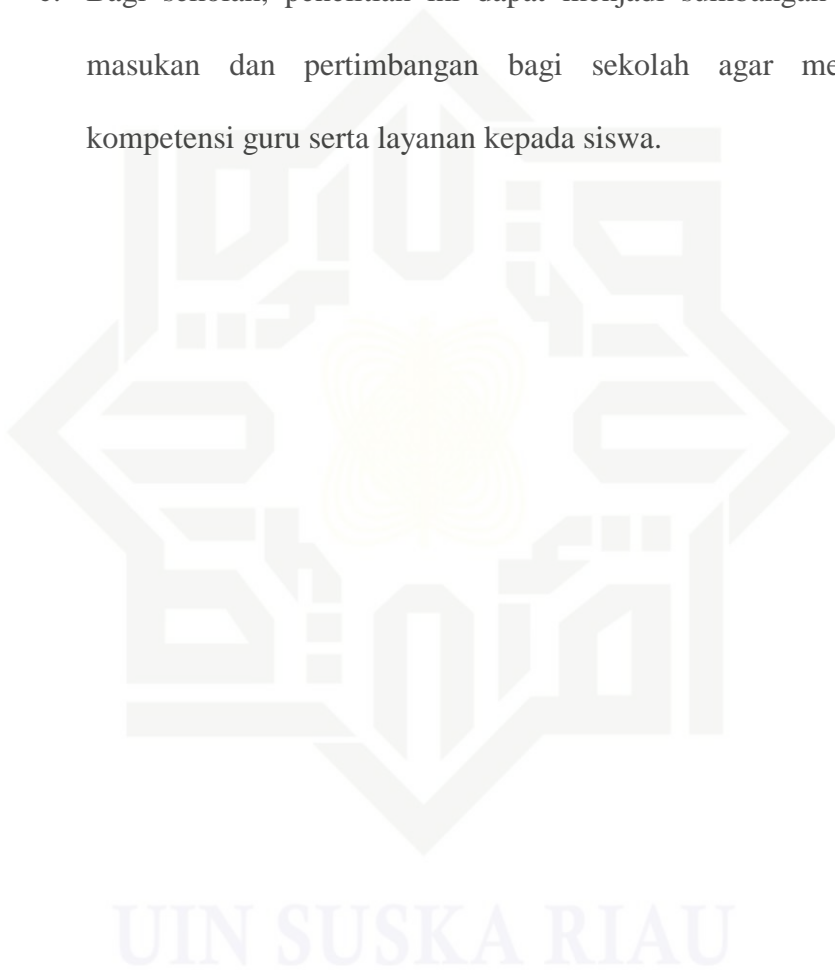 Bagi sekolah, penelitian ini dapat menjadi sumbangan
masukan dan pertimbangan bagi sekolah agar me
kompetensi guru serta layanan kepada siswa.
UIN SUSKA RIAU